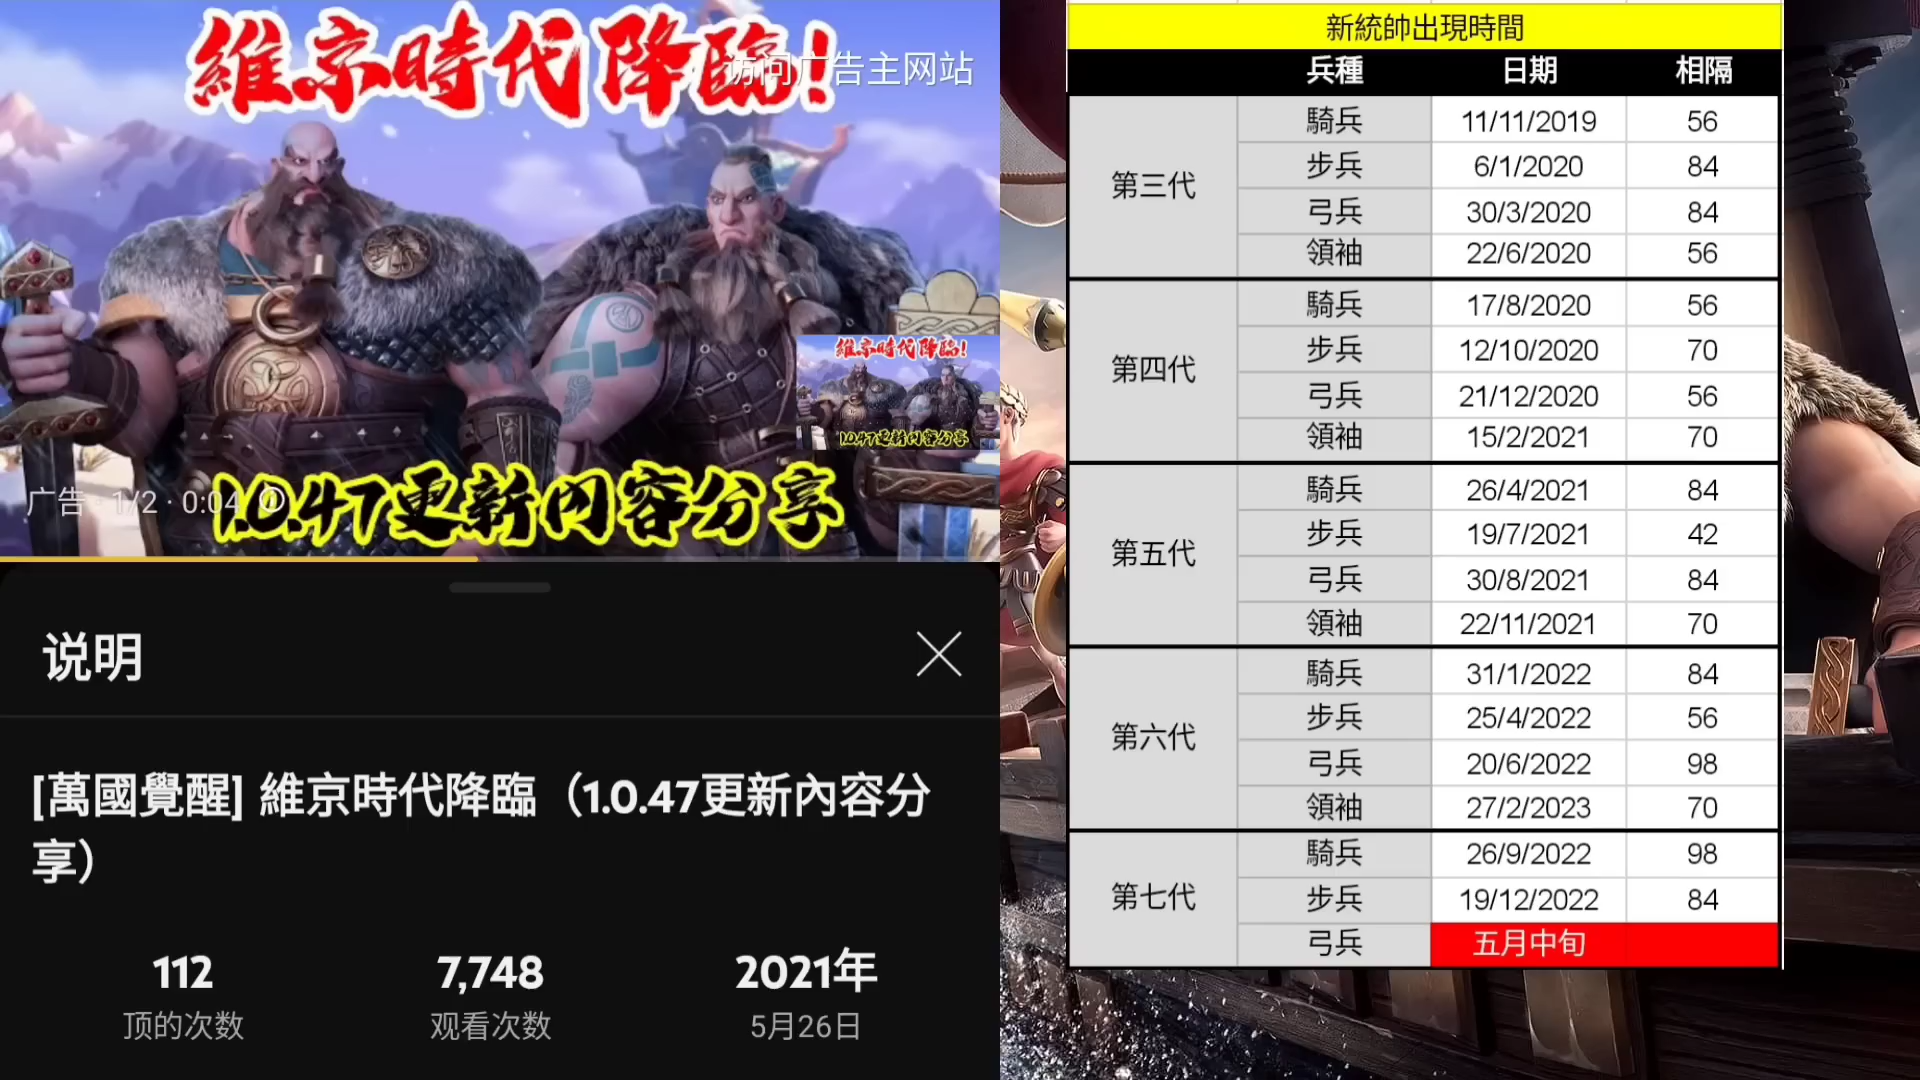 維京時代降臨!
访问广告主网站
維京時代降臨!
1.0.47更新內容分享
广告 · 1/2 · 0:04
1.0.47更新內容分享
说明
[萬國覺醒] 維京時代降臨（1.0.47更新內容分
享）
112 7,748 2021年
顶的次数 观看次数 5月26日
新統帥出現時間
兵種 日期 相隔
第三代
騎兵 11/11/2019 56
步兵 6/1/2020 84
弓兵 30/3/2020 84
領袖 22/6/2020 56
第四代
騎兵 17/8/2020 56
步兵 12/10/2020 70
弓兵 21/12/2020 56
領袖 15/2/2021 70
第五代
騎兵 26/4/2021 84
步兵 19/7/2021 42
弓兵 30/8/2021 84
領袖 22/11/2021 70
第六代
騎兵 31/1/2022 84
步兵 25/4/2022 56
弓兵 20/6/2022 98
領袖 27/2/2023 70
第七代
騎兵 26/9/2022 98
步兵 19/12/2022 84
弓兵 五月中旬